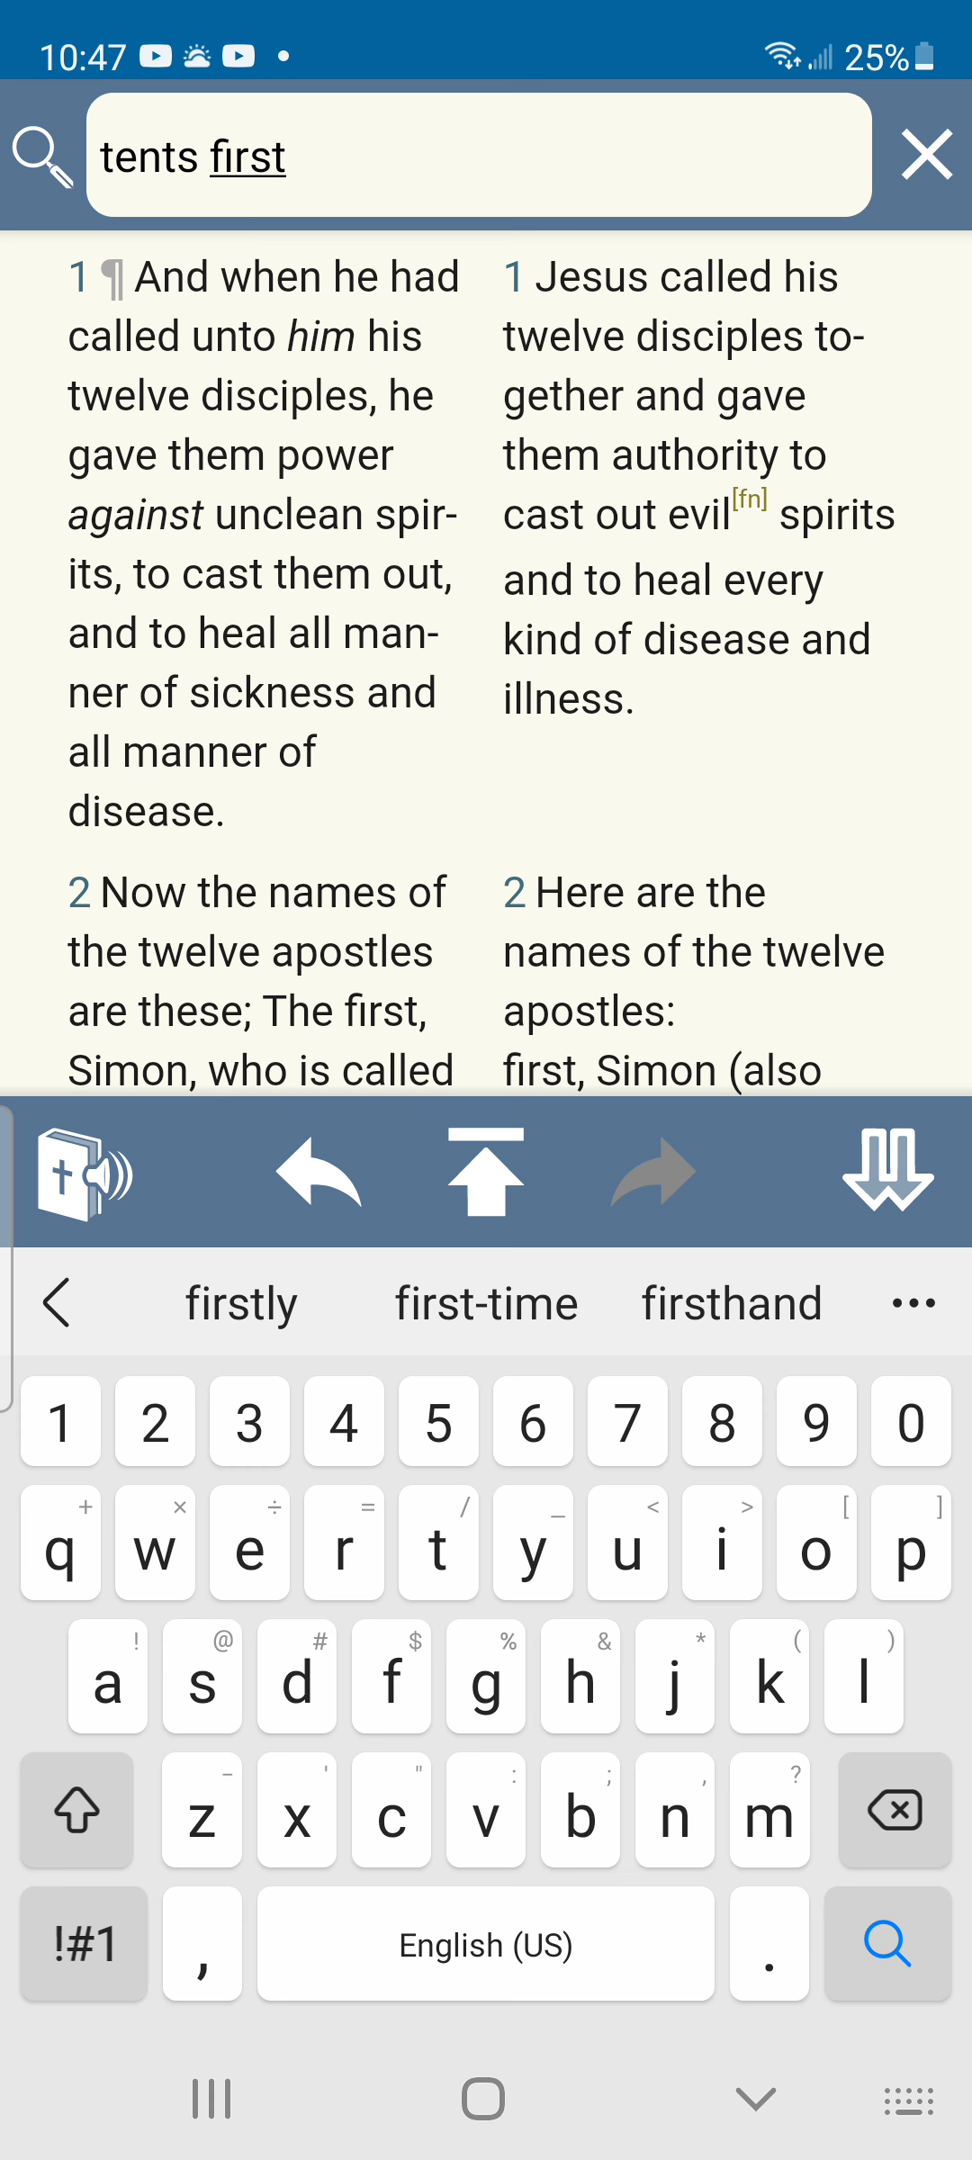 10:47
25%
tents first
1 ¶ And when he had
called unto him his
twelve disciples, he
gave them power
against unclean spir-
its, to cast them out,
and to heal all man-
ner of sickness and
all manner of
disease.
2 Now the names of
the twelve apostles
are these; The first,
Simon, who is called
1 Jesus called his
twelve disciples to-
gether and gave
them authority to
cast out evil[fn] spirits
and to heal every
kind of disease and
illness.
2 Here are the
names of the twelve
apostles:
first, Simon (also
firstly first-time firsthand •••
1 2 3 4 5 6 7 8 9 0
+ × ÷ = / _ < > [ ]
q w e r t y u i o p
! @ # $ % & * ( )
a s d f g h j k l
- ' " : ; , ?
z x c v b n m
!#1 , English (US) .